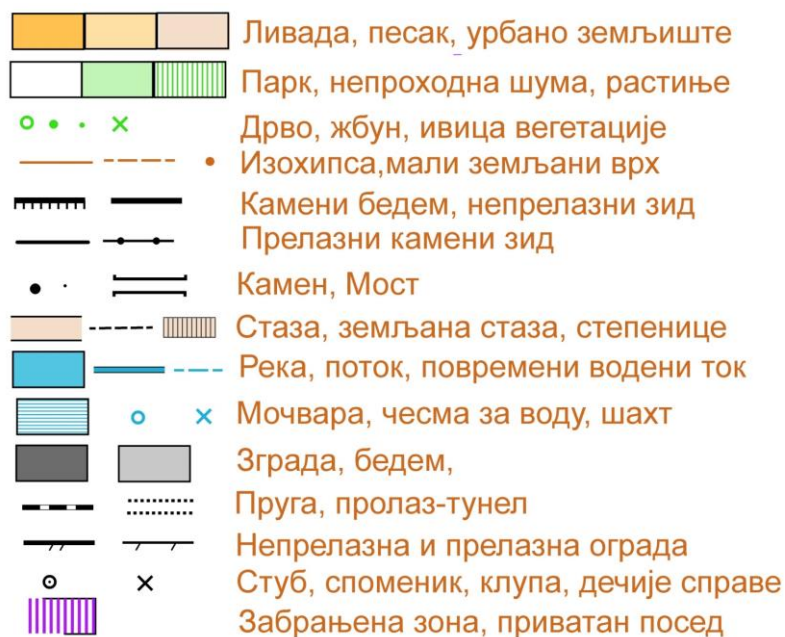 Ливада, песак, урбано земљиште
Парк, непроходна шума, растиње
Дрво, жбун, ивица вегетације
Изохипса,мали земљани врх
Камени бедем, непрелазни зид
Прелазни камени зид
Камен, Мост
Стаза, земљана стаза, степенице
Река, поток, повремени водени ток
Мочвара, чесма за воду, шахт
Зграда, бедем,
Пруга, пролаз-тунел
Непрелазна и прелазна ограда
Стуб, споменик, клупа, дечије справе
Забрањена зона, приватан посед